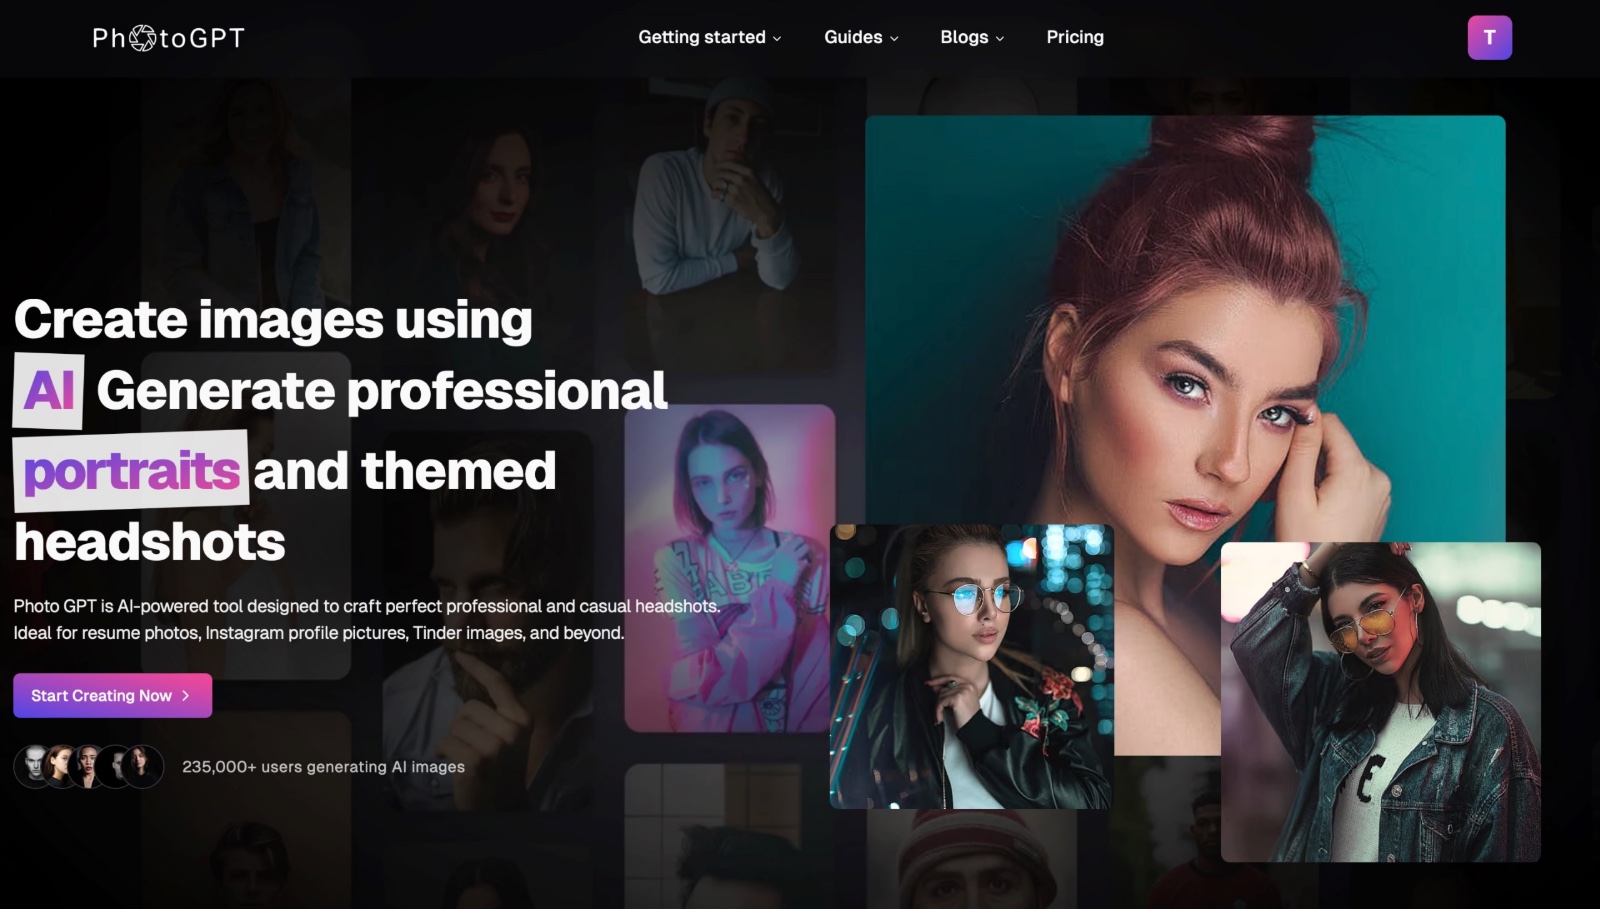 PhotoGPT
Getting started
Guides
Blogs
Pricing
T
Create images using
AI Generate professional
portraits and themed
headshots
Photo GPT is AI-powered tool designed to craft perfect professional and casual headshots.
Ideal for resume photos, Instagram profile pictures, Tinder images, and beyond.
Start Creating Now
235,000+ users generating AI images